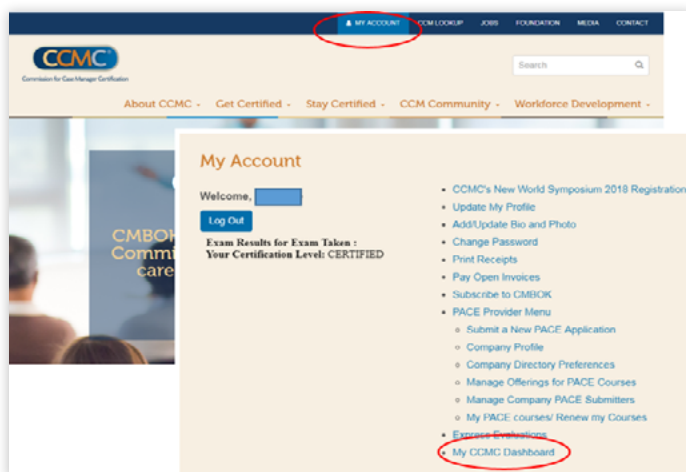 MY ACCOUNT CCM LOOKUP JOBS FOUNDATION MEDIA CONTACT
CCMC®
Commission for Case Manager Certification
Search
About CCMC Get Certified Stay Certified CCM Community Workforce Development
CMBOK
Commi
care
My Account
Welcome,
Log Out
Exam Results for Exam Taken :
Your Certification Level: CERTIFIED
CCMC's New World Symposium 2018 Registration
Update My Profile
Add/Update Bio and Photo
Change Password
Print Receipts
Pay Open Invoices
Subscribe to CMBOK
PACE Provider Menu
Submit a New PACE Application
Company Profile
Company Directory Preferences
Manage Offerings for PACE Courses
Manage Company PACE Submitters
My PACE courses/ Renew my Courses
Express Evaluations
My CCMC Dashboard